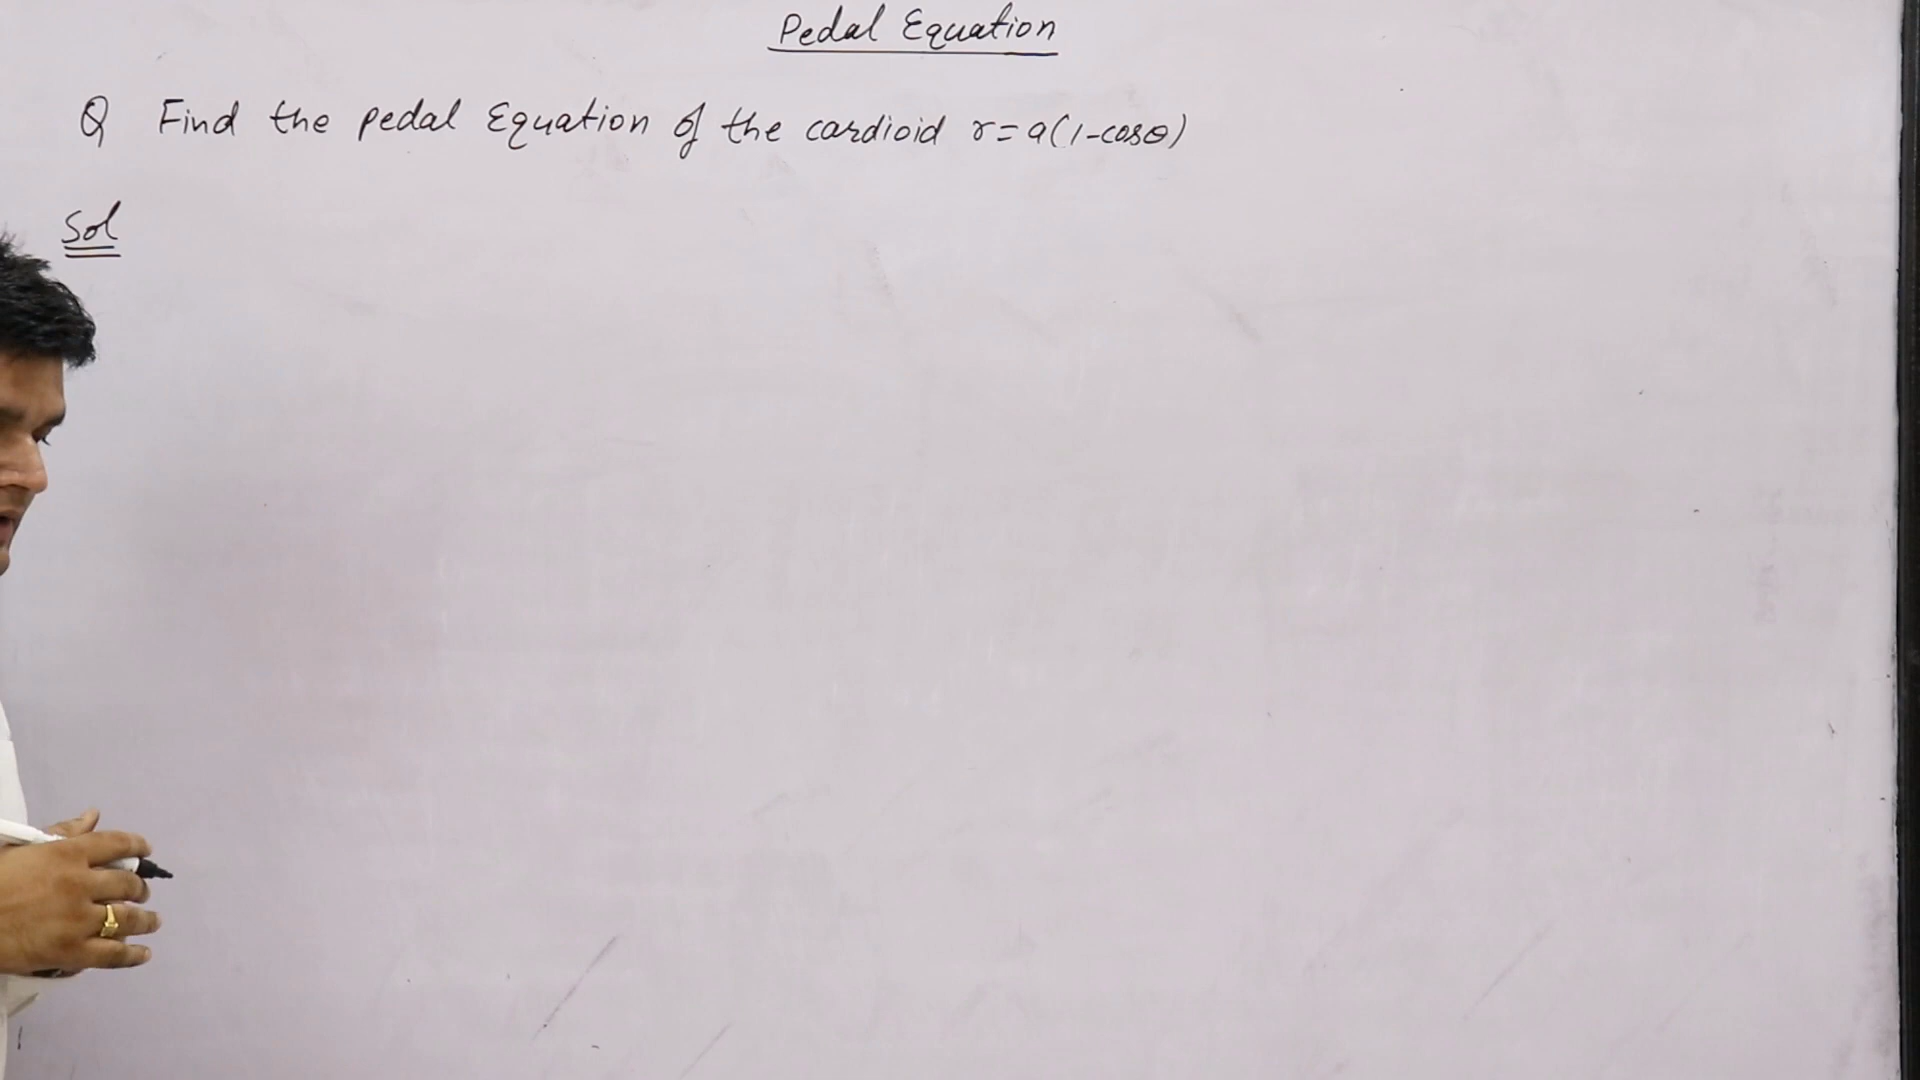 Pedal Equation
Q Find the pedal Equation of the cardioid r=a(1-cosθ)
Sol